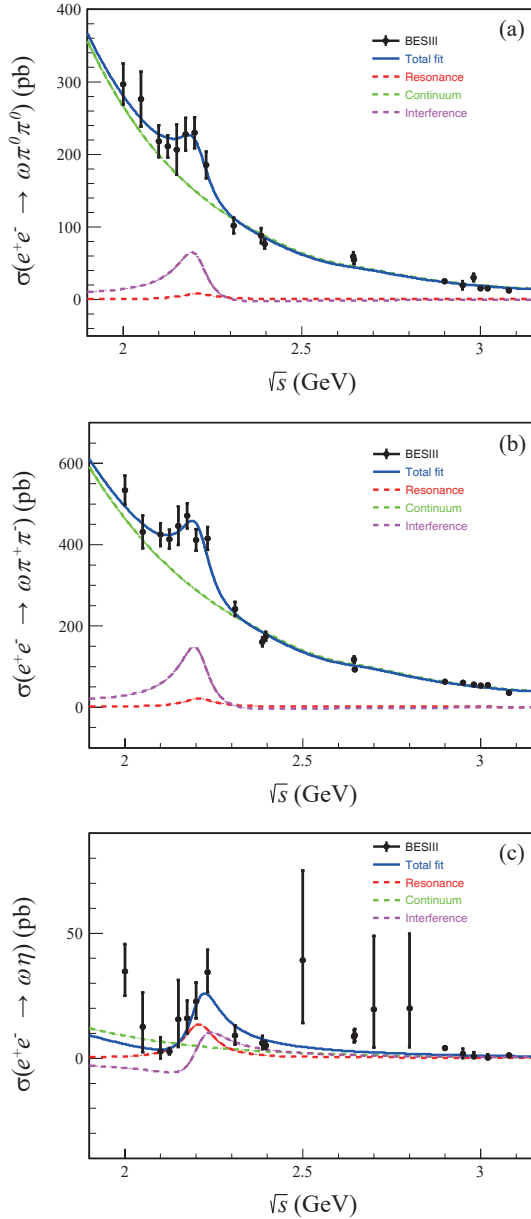 (a)
BESIII
Total fit
Resonance
Continuum
Interference
σ(e⁺e⁻ → ωπ⁰π⁰) (pb)
400
300
200
100
0
2
2.5
3
√s (GeV)
(b)
BESIII
Total fit
Resonance
Continuum
Interference
σ(e⁺e⁻ → ωπ⁺π⁻) (pb)
600
400
200
0
2
2.5
3
√s (GeV)
(c)
BESIII
Total fit
Resonance
Continuum
Interference
σ(e⁺e⁻ → ωη) (pb)
50
0
2
2.5
3
√s (GeV)